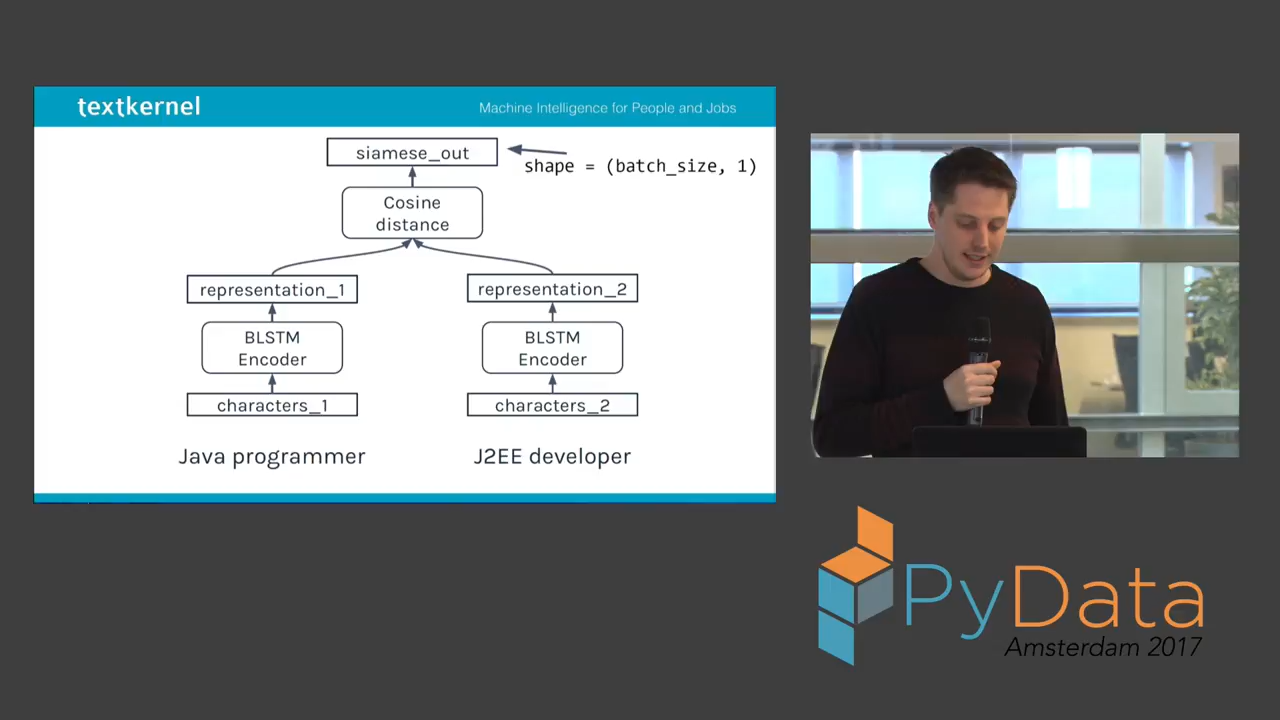 textkernel
Machine Intelligence for People and Jobs
siamese_out
shape = (batch_size, 1)
Cosine
distance
representation_1
representation_2
BLSTM
Encoder
BLSTM
Encoder
characters_1
characters_2
Java programmer
J2EE developer
PyData
Amsterdam 2017